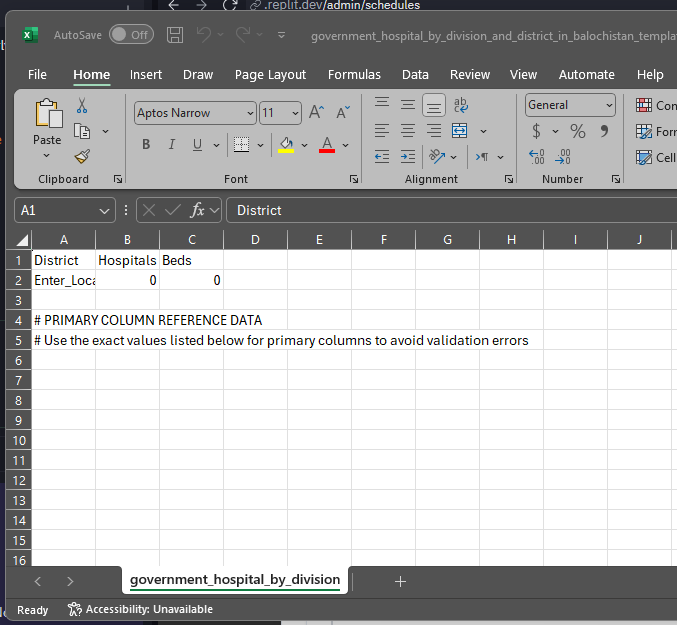 .replit.dev/admin/schedules
AutoSave Off
government_hospital_by_division_and_district_in_balochistan_templa
File Home Insert Draw Page Layout Formulas Data Review View Automate Help
Paste
Aptos Narrow 11
B I U
General
$ % 9
Con
Forr
Cell
Clipboard Font Alignment Number
A1 fx District
A B C D E F G H I J
1 District Hospitals Beds
2 Enter_Loca 0 0
3
4 # PRIMARY COLUMN REFERENCE DATA
5 # Use the exact values listed below for primary columns to avoid validation errors
6
7
8
9
10
11
12
13
14
15
16
government_hospital_by_division
Ready Accessibility: Unavailable